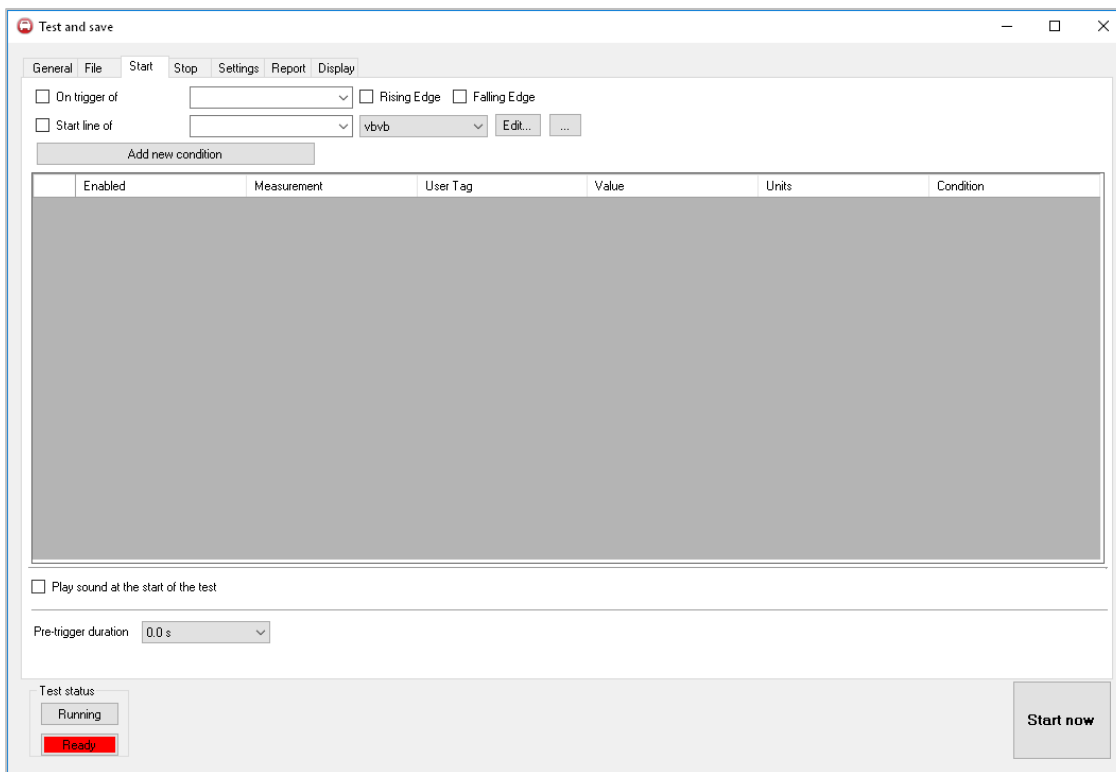 Test and save
General File Start Stop Settings Report Display
On trigger of Rising Edge Falling Edge
Start line of vbvb Edit... ...
Add new condition
Enabled Measurement User Tag Value Units Condition
Play sound at the start of the test
Pre-trigger duration 0.0 s
Test status
Running
Ready
Start now